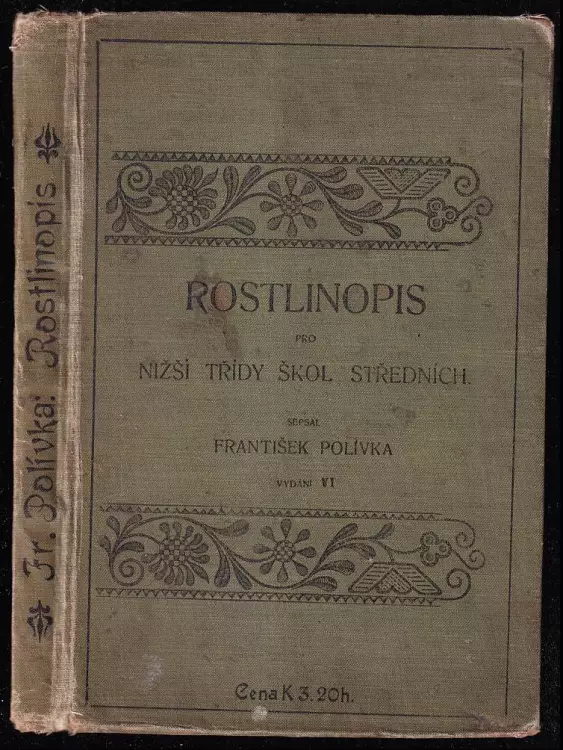 Fr. Polívka: Rostlinopis
ROSTLINOPIS
PRO
NIŽŠÍ TŘÍDY ŠKOL STŘEDNÍCH.
SEPSAL
FRANTIŠEK POLÍVKA
VYDÁNÍ VI
Cena K 3.20h.